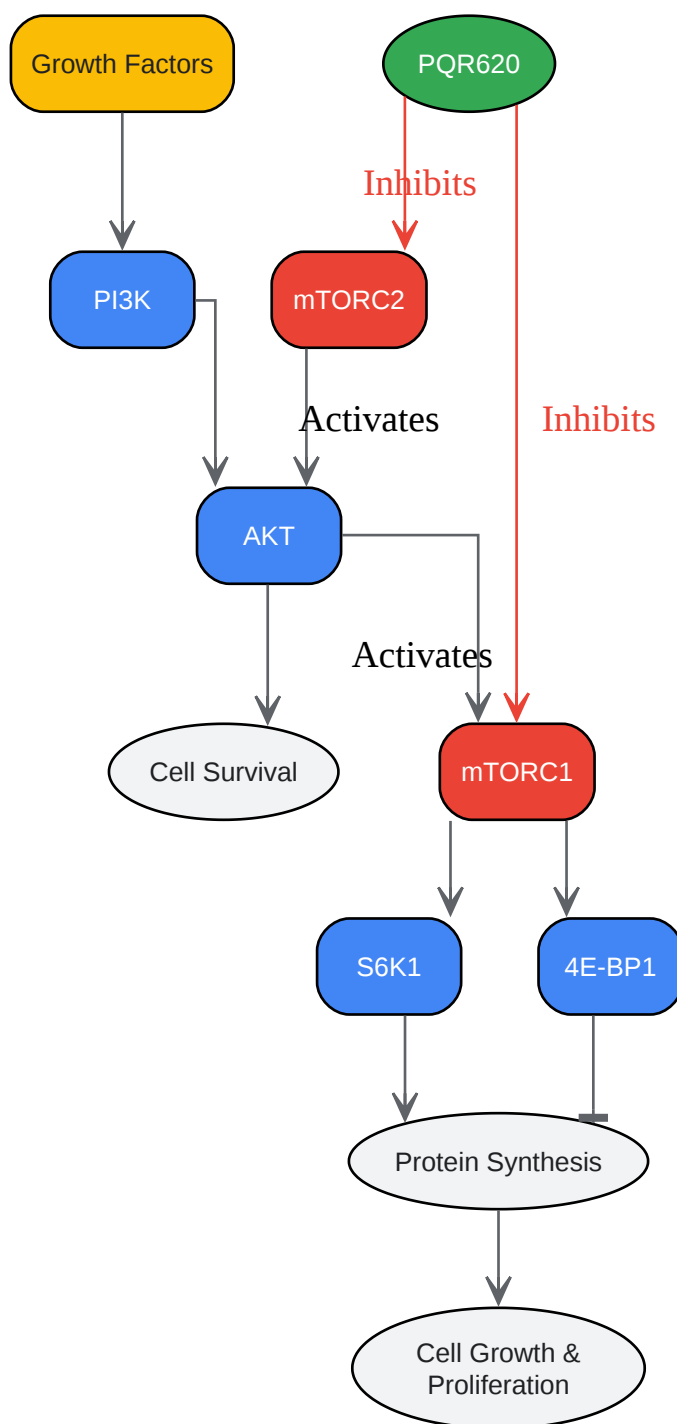 Growth Factors
PQR620
Inhibits
PI3K
mTORC2
Activates
Inhibits
AKT
Activates
Cell Survival
mTORC1
S6K1
4E-BP1
Protein Synthesis
Cell Growth &
Proliferation